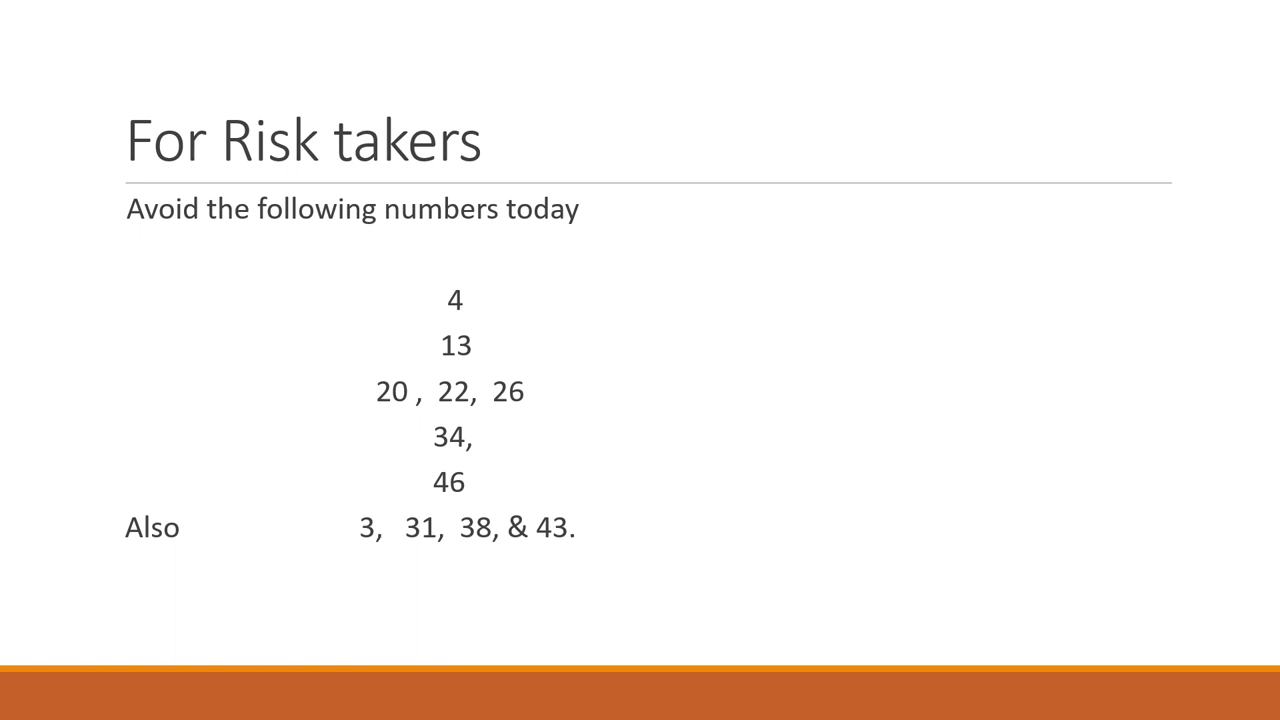 For Risk takers
Avoid the following numbers today
4
13
20 ,  22,  26
34,
46
Also 3,  31,  38, & 43.